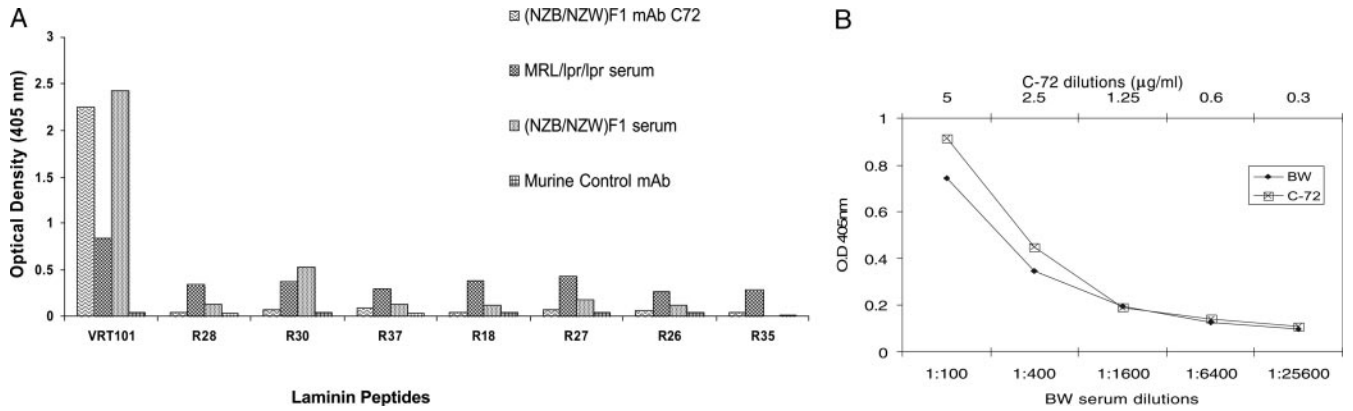 A
(NZB/NZW)F1 mAb C72
MRL/lpr/lpr serum
(NZB/NZW)F1 serum
Murine Control mAb
Optical Density (405 nm)
3
2.5
2
1.5
1
0.5
0
VRT101 R28 R30 R37 R18 R27 R26 R35
Laminin Peptides
B
C-72 dilutions (µg/ml)
5 2.5 1.25 0.6 0.3
O.D 405nm
1
0.8
0.6
0.4
0.2
0
BW
C-72
1:100 1:400 1:1600 1:6400 1:25600
BW serum dilutions